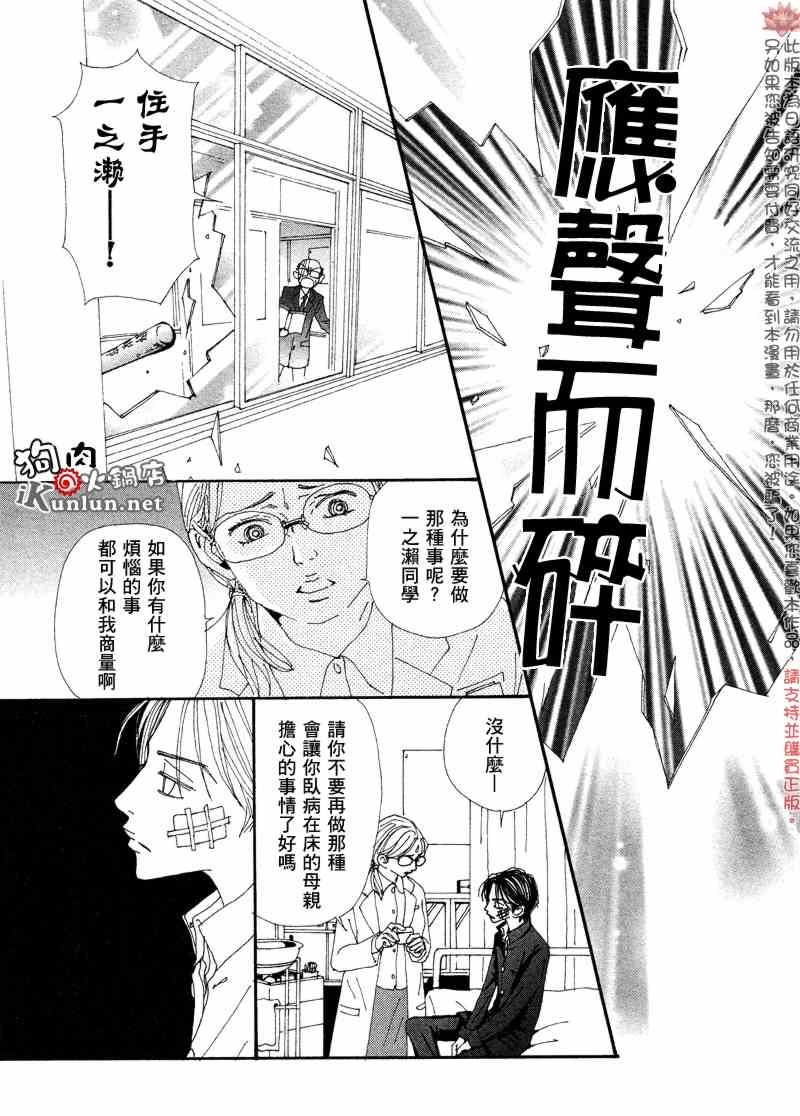 應聲而碎
住手
一之瀨——！
為什麼要做
那種事呢？
一之瀨同學
如果你有什麼
煩惱的事
都可以和我商量啊
沒什麼—
請你不要再做那種
會讓你臥病在床的母親
擔心的事情了好嗎
狗肉
火鍋店
iKunlun.net
此版本為日語研究同好交流之用，請勿用於任何商業用途。如果您喜歡本作品，請支持並購買正版。
另如果您被告知需要付費，才能看到本漫畫，那麼，您被騙了！